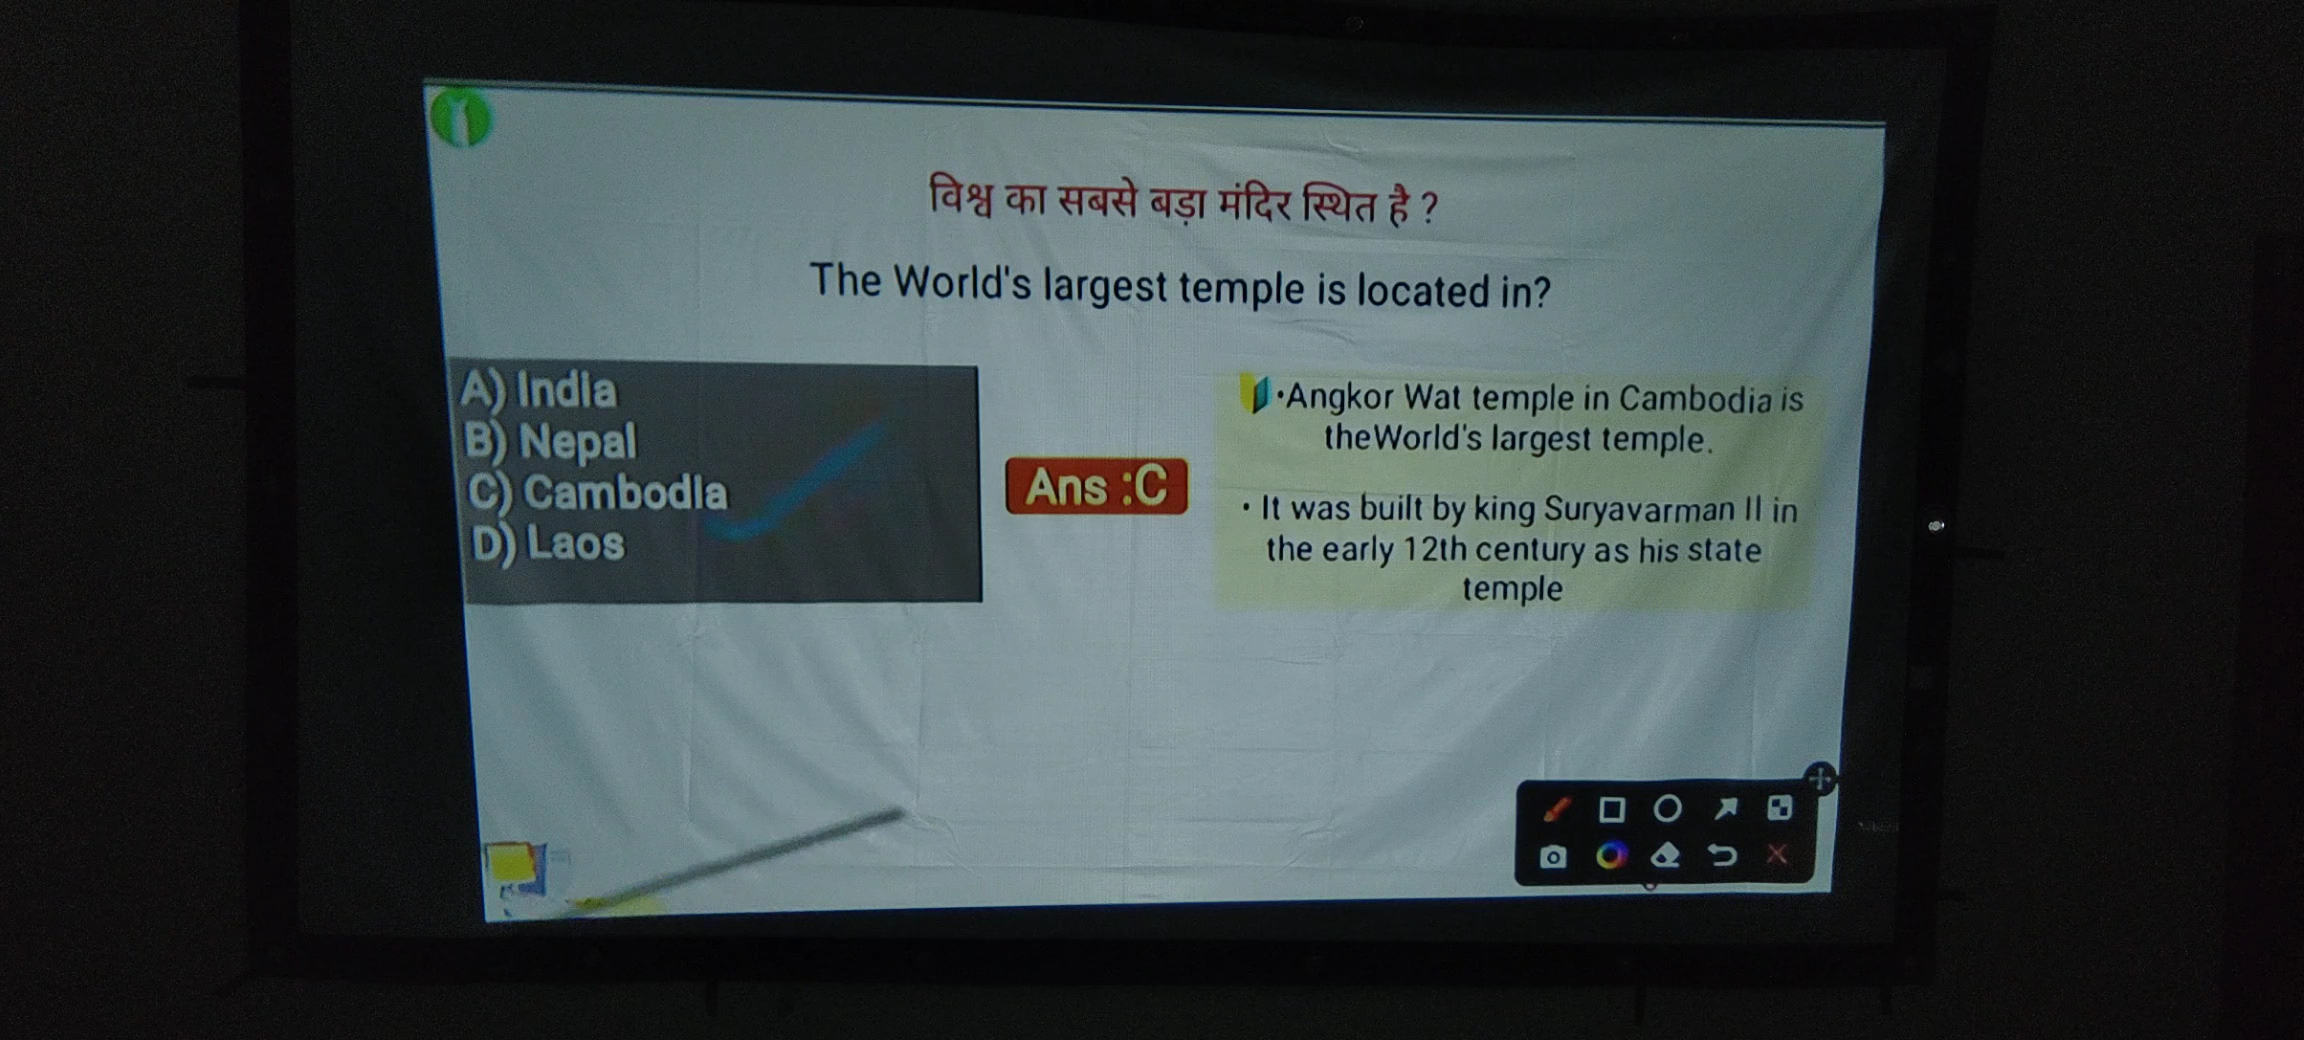 विश्व का सबसे बड़ा मंदिर स्थित है ?
The World's largest temple is located in?
A) India
B) Nepal
C) Cambodia
D) Laos
Ans :C
•Angkor Wat temple in Cambodia is
theWorld's largest temple.
• It was built by king Suryavarman II in
the early 12th century as his state
temple